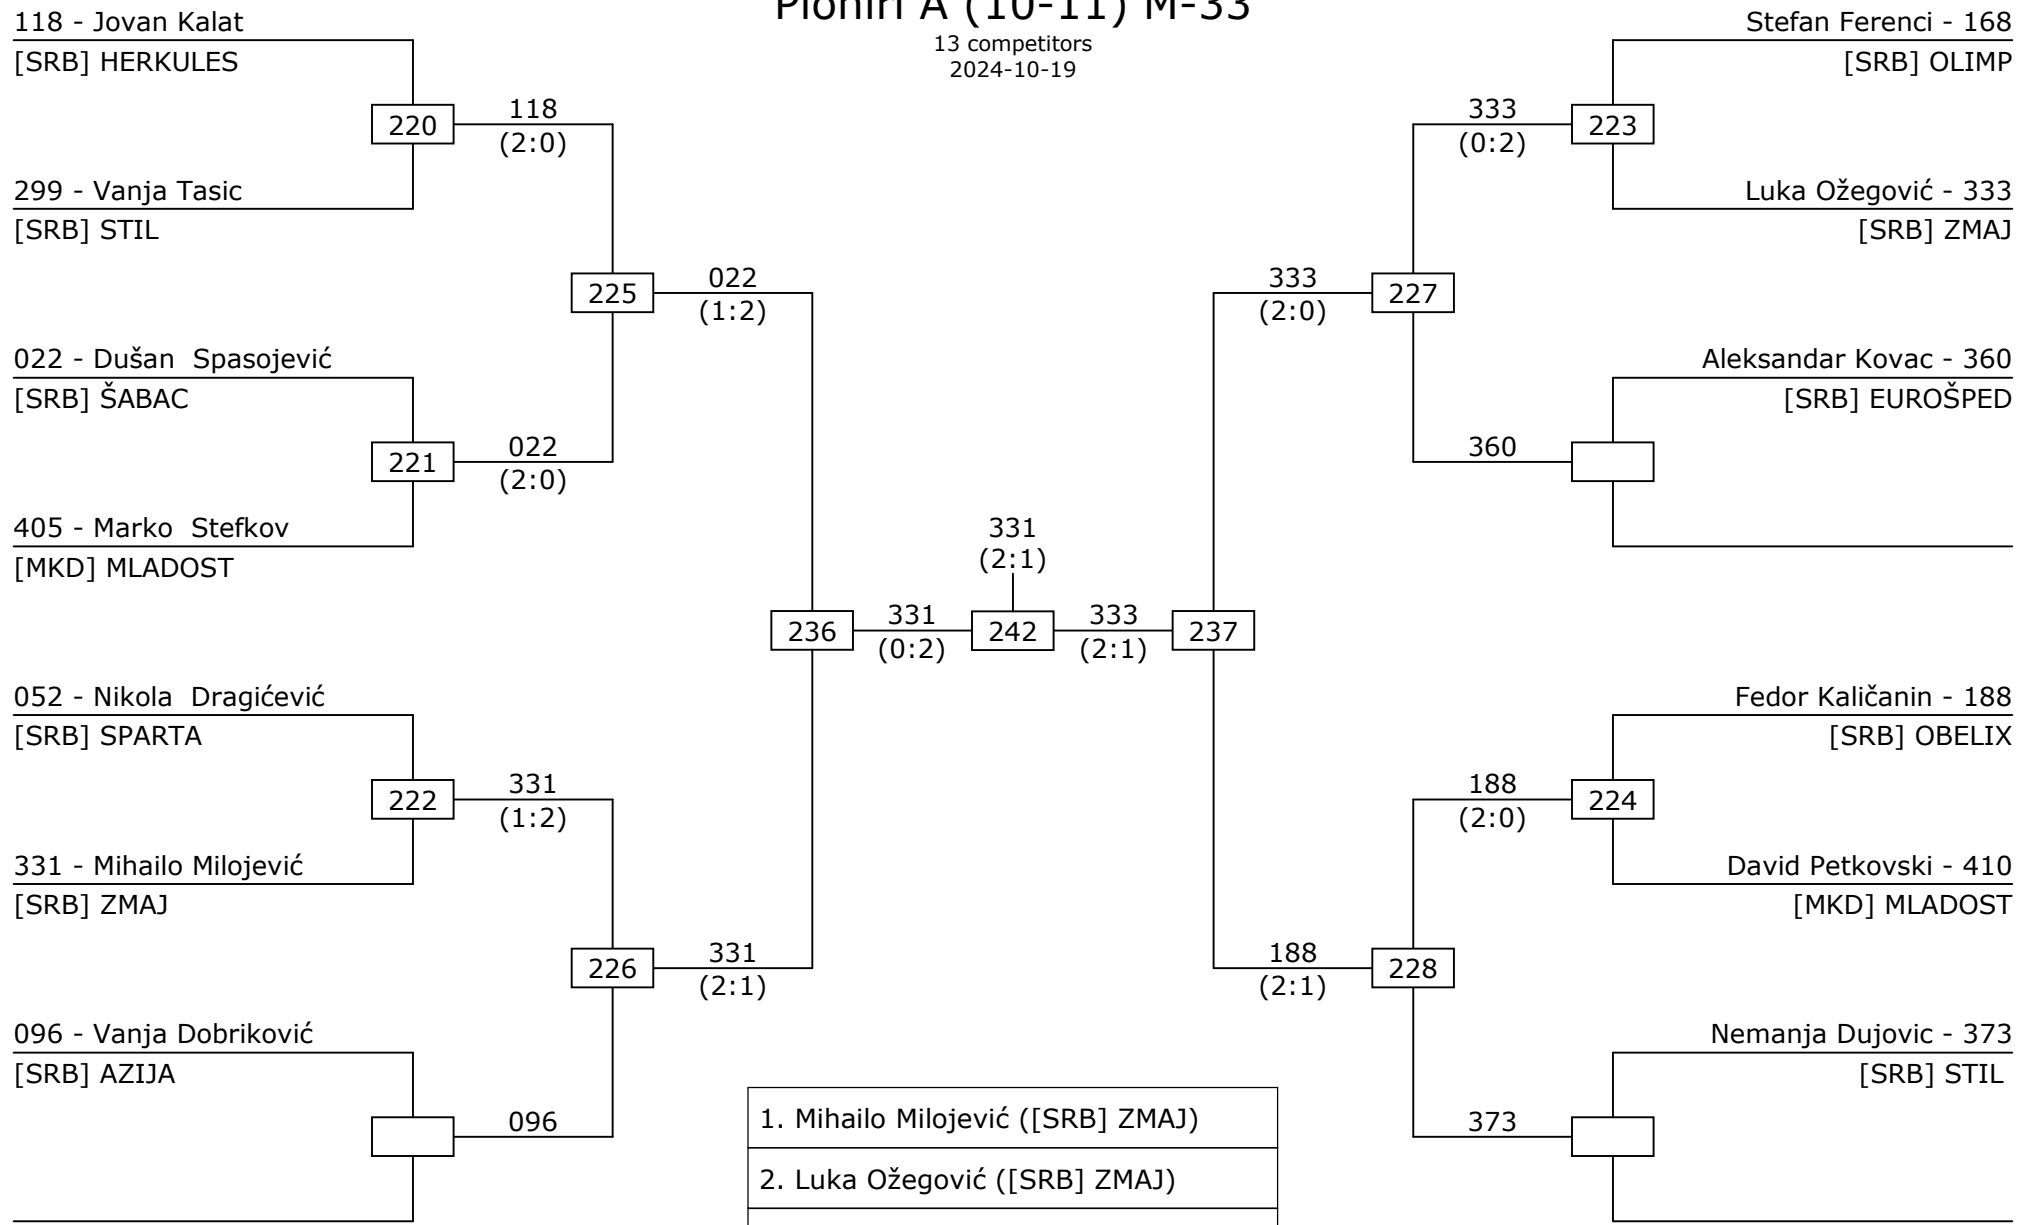 Pioniri A (10-11) M-33
13 competitors
2024-10-19
118 - Jovan Kalat
[SRB] HERKULES
220
118
(2:0)
299 - Vanja Tasic
[SRB] STIL
225
022
(1:2)
022 - Dušan  Spasojević
[SRB] ŠABAC
221
022
(2:0)
405 - Marko  Stefkov
[MKD] MLADOST
236
331
(0:2)
052 - Nikola  Dragićević
[SRB] SPARTA
222
331
(1:2)
331 - Mihailo Milojević
[SRB] ZMAJ
226
331
(2:1)
096 - Vanja Dobriković
[SRB] AZIJA
096
331
(2:1)
242
Stefan Ferenci - 168
[SRB] OLIMP
333
(0:2)
223
Luka Ožegović - 333
[SRB] ZMAJ
333
(2:0)
227
Aleksandar Kovac - 360
[SRB] EUROŠPED
360
333
(2:1)
237
Fedor Kaličanin - 188
[SRB] OBELIX
188
(2:0)
224
David Petkovski - 410
[MKD] MLADOST
188
(2:1)
228
Nemanja Dujovic - 373
[SRB] STIL
373
1. Mihailo Milojević ([SRB] ZMAJ)
2. Luka Ožegović ([SRB] ZMAJ)